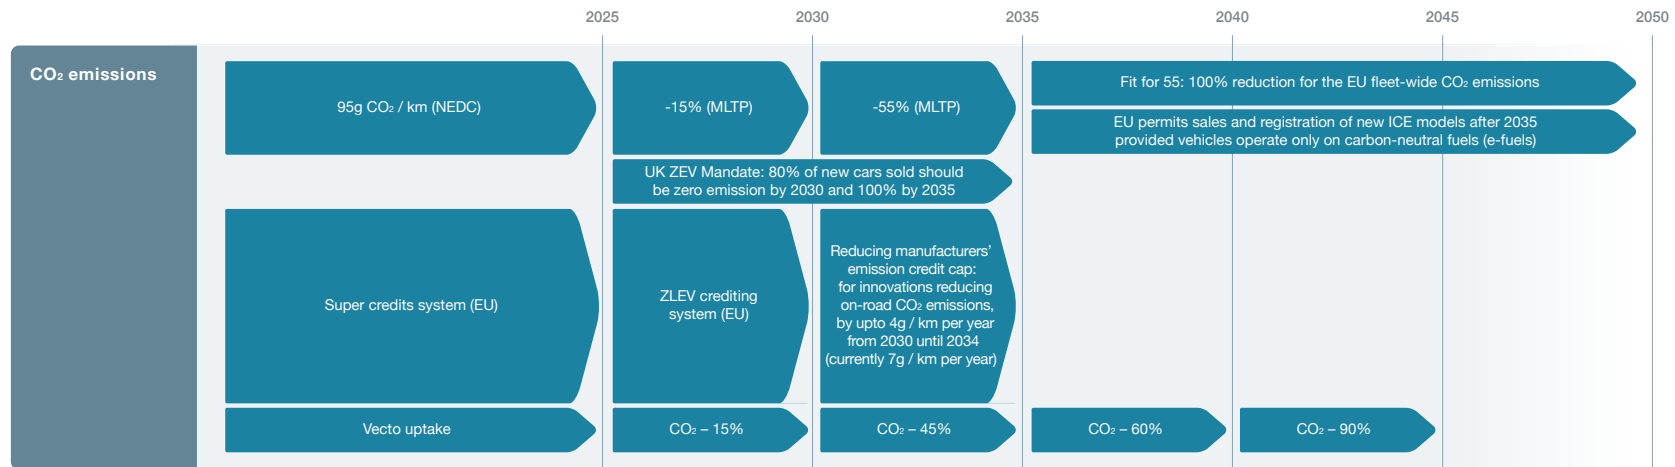 2025 2030 2035 2040 2045 2050
CO₂ emissions
95g CO₂ / km (NEDC)
-15% (MLTP)
-55% (MLTP)
Fit for 55: 100% reduction for the EU fleet-wide CO₂ emissions
EU permits sales and registration of new ICE models after 2035
provided vehicles operate only on carbon-neutral fuels (e-fuels)
UK ZEV Mandate: 80% of new cars sold should
be zero emission by 2030 and 100% by 2035
Super credits system (EU)
ZLEV crediting
system (EU)
Reducing manufacturers’
emission credit cap:
for innovations reducing
on-road CO₂ emissions,
by upto 4g / km per year
from 2030 until 2034
(currently 7g / km per year)
Vecto uptake
CO₂ – 15%
CO₂ – 45%
CO₂ – 60%
CO₂ – 90%